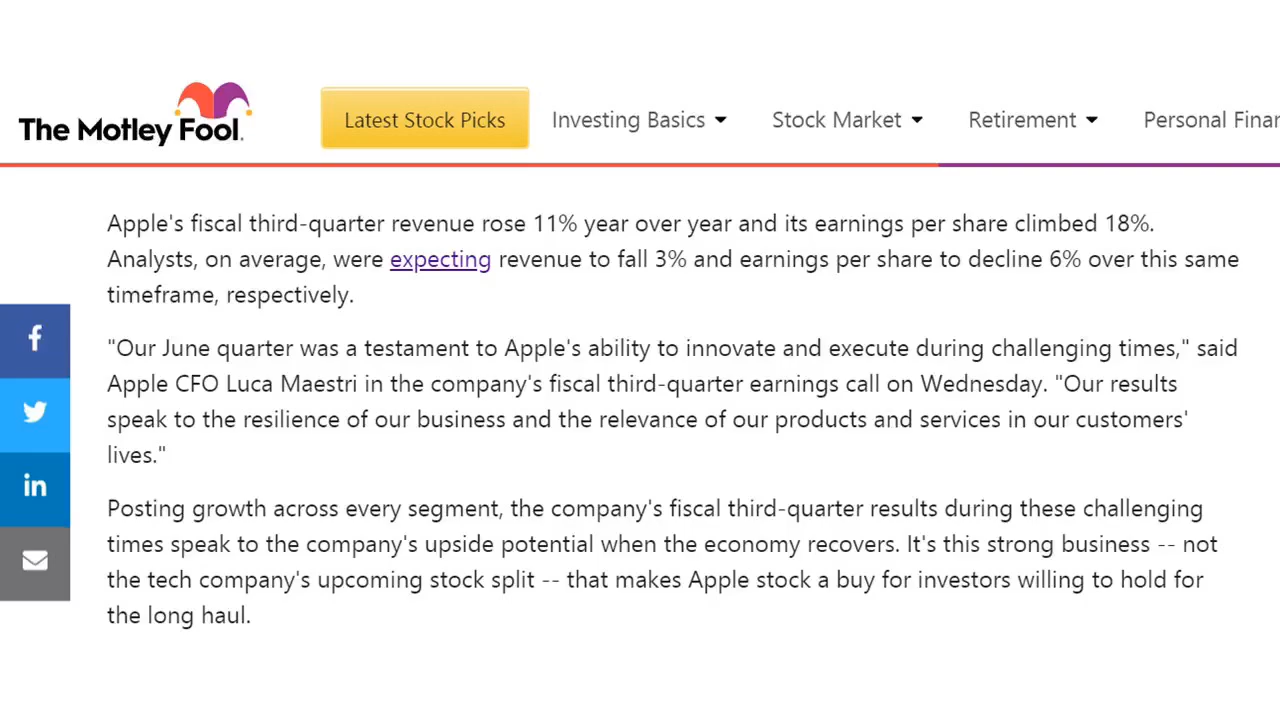 The Motley Fool.
Latest Stock Picks
Investing Basics
Stock Market
Retirement
Personal Finan
Apple's fiscal third-quarter revenue rose 11% year over year and its earnings per share climbed 18%.
Analysts, on average, were expecting revenue to fall 3% and earnings per share to decline 6% over this same
timeframe, respectively.
"Our June quarter was a testament to Apple's ability to innovate and execute during challenging times," said
Apple CFO Luca Maestri in the company's fiscal third-quarter earnings call on Wednesday. "Our results
speak to the resilience of our business and the relevance of our products and services in our customers'
lives."
Posting growth across every segment, the company's fiscal third-quarter results during these challenging
times speak to the company's upside potential when the economy recovers. It's this strong business -- not
the tech company's upcoming stock split -- that makes Apple stock a buy for investors willing to hold for
the long haul.